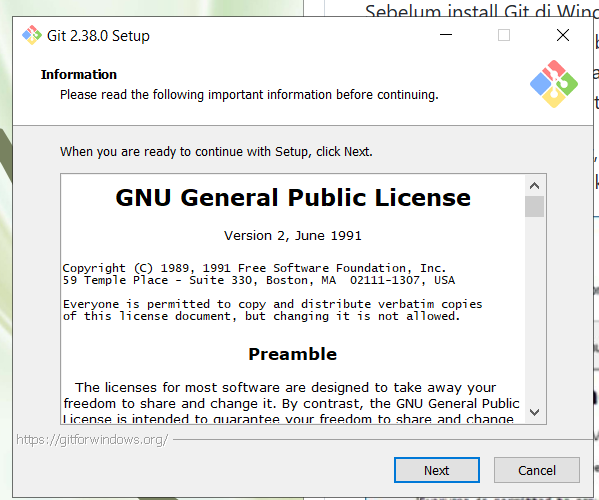 Sebelum install Git di Wind
Git 2.38.0 Setup
Information
Please read the following important information before continuing.
When you are ready to continue with Setup, click Next.
GNU General Public License
Version 2, June 1991
Copyright (C) 1989, 1991 Free Software Foundation, Inc.
59 Temple Place - Suite 330, Boston, MA  02111-1307, USA
Everyone is permitted to copy and distribute verbatim copies
of this license document, but changing it is not allowed.
Preamble
The licenses for most software are designed to take away your
freedom to share and change it. By contrast, the GNU General Public
License is intended to guarantee your freedom to share and change
https://gitforwindows.org/
Next
Cancel